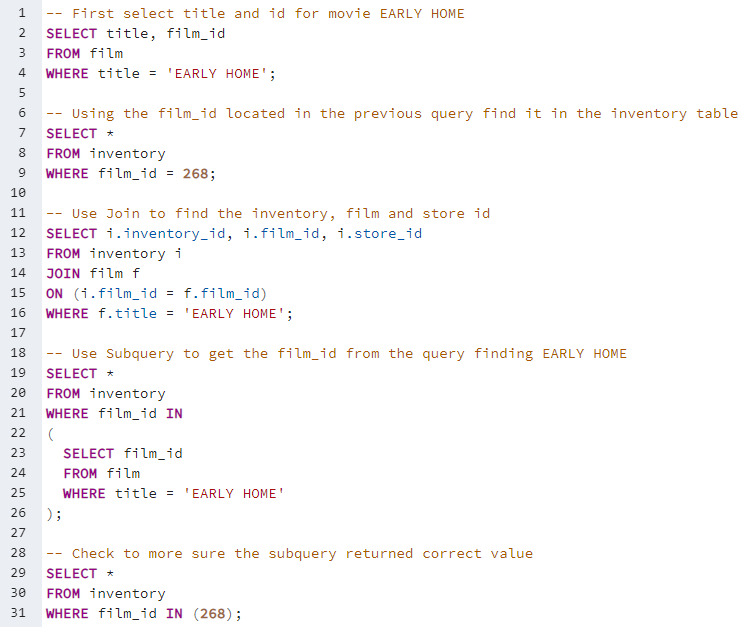 1 -- First select title and id for movie EARLY HOME
2 SELECT title, film_id
3 FROM film
4 WHERE title = 'EARLY HOME';
5
6 -- Using the film_id located in the previous query find it in the inventory table
7 SELECT *
8 FROM inventory
9 WHERE film_id = 268;
10
11 -- Use Join to find the inventory, film and store id
12 SELECT i.inventory_id, i.film_id, i.store_id
13 FROM inventory i
14 JOIN film f
15 ON (i.film_id = f.film_id)
16 WHERE f.title = 'EARLY HOME';
17
18 -- Use Subquery to get the film_id from the query finding EARLY HOME
19 SELECT *
20 FROM inventory
21 WHERE film_id IN
22 (
23   SELECT film_id
24   FROM film
25   WHERE title = 'EARLY HOME'
26 );
27
28 -- Check to more sure the subquery returned correct value
29 SELECT *
30 FROM inventory
31 WHERE film_id IN (268);